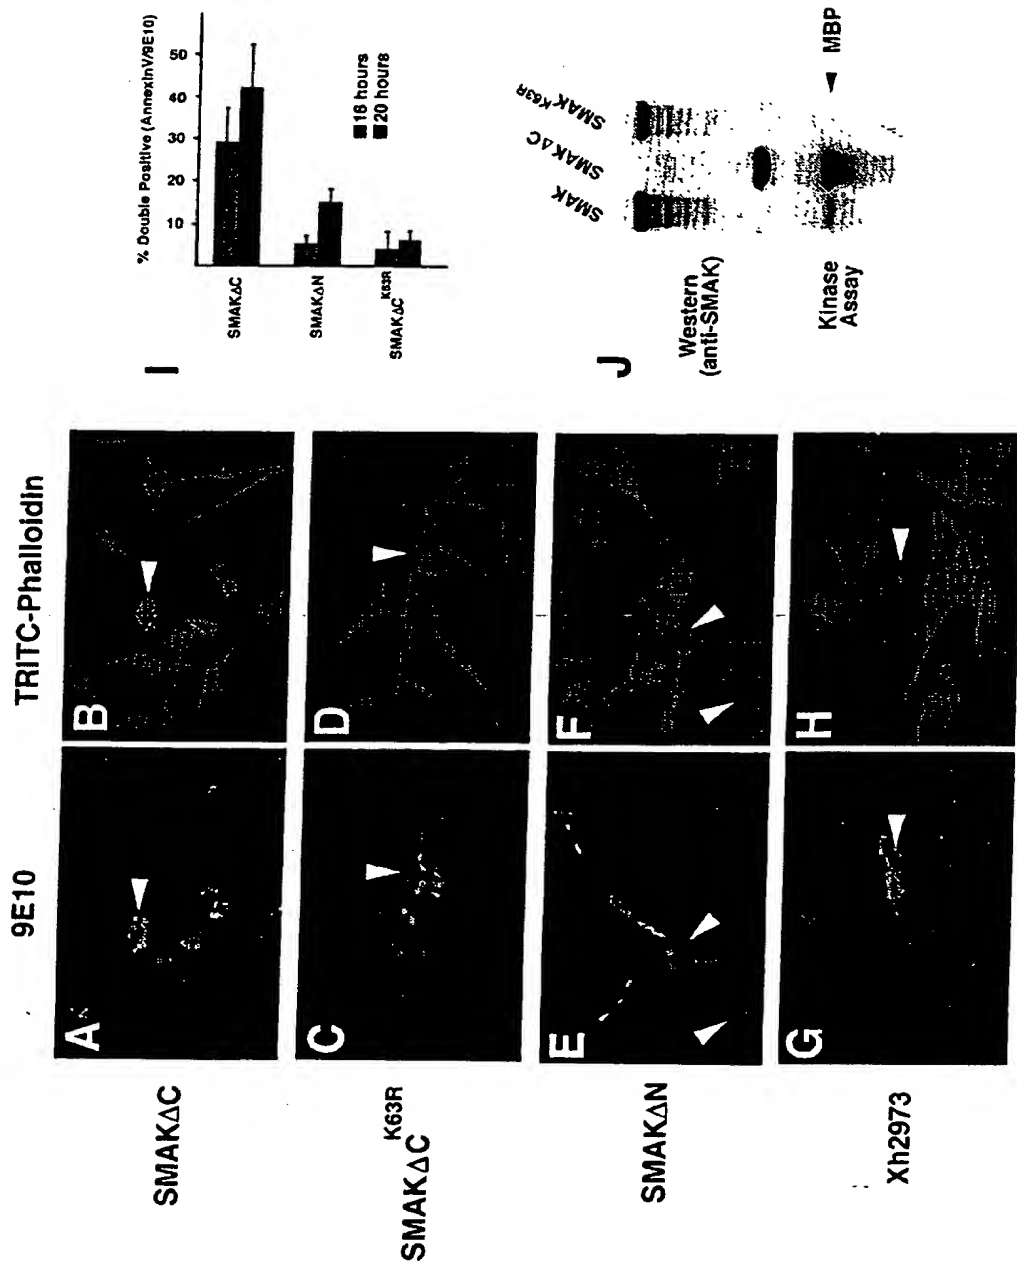 9E10
TRITC-Phalloidin
SMAKΔC
A
B
SMAKΔC K63R
C
D
SMAKΔN
E
F
Xh2973
G
H
I
% Double Positive (AnnexinV/9E10)
10
20
30
40
50
SMAKΔC
SMAKΔN
SMAKΔC K63R
16 hours
20 hours
J
SMAK
SMAKΔC
SMAK K63R
Western
(anti-SMAK)
Kinase
Assay
MBP